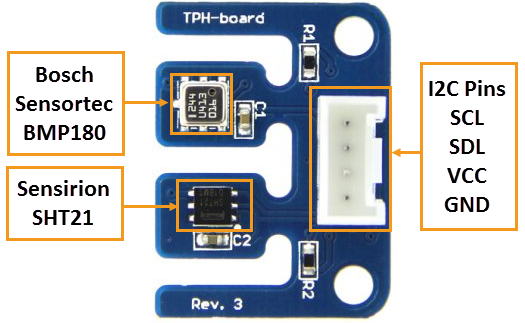 TPH-board
R1
Bosch
Sensortec
BMP180
C1
I2C Pins
SCL
SDL
VCC
GND
Sensirion
SHT21
SHT21
C2
R2
Rev. 3